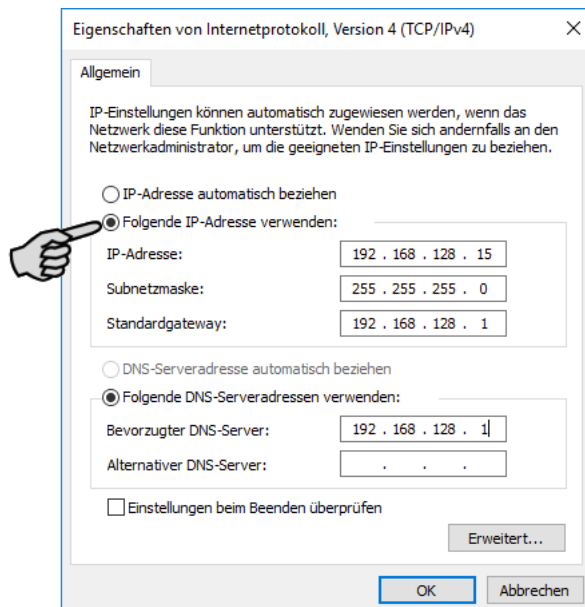 Eigenschaften von Internetprotokoll, Version 4 (TCP/IPv4)
Allgemein
IP-Einstellungen können automatisch zugewiesen werden, wenn das
Netzwerk diese Funktion unterstützt. Wenden Sie sich andernfalls an den
Netzwerkadministrator, um die geeigneten IP-Einstellungen zu beziehen.
IP-Adresse automatisch beziehen
Folgende IP-Adresse verwenden:
IP-Adresse: 192 . 168 . 128 . 15
Subnetzmaske: 255 . 255 . 255 . 0
Standardgateway: 192 . 168 . 128 . 1
DNS-Serveradresse automatisch beziehen
Folgende DNS-Serveradressen verwenden:
Bevorzugter DNS-Server: 192 . 168 . 128 . 1
Alternativer DNS-Server: . . .
Einstellungen beim Beenden überprüfen
Erweitert...
OK Abbrechen